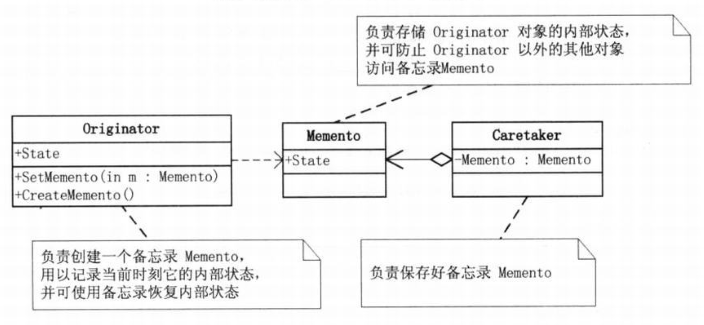 负责存储 Originator 对象的内部状态，
并可防止 Originator 以外的其他对象
访问备忘录Memento
Originator
+State
+SetMemento(in m : Memento)
+CreateMemento()
Memento
+State
Caretaker
-Memento : Memento
负责创建一个备忘录 Memento，
用以记录当前时刻它的内部状态，
并可使用备忘录恢复内部状态
负责保存好备忘录 Memento